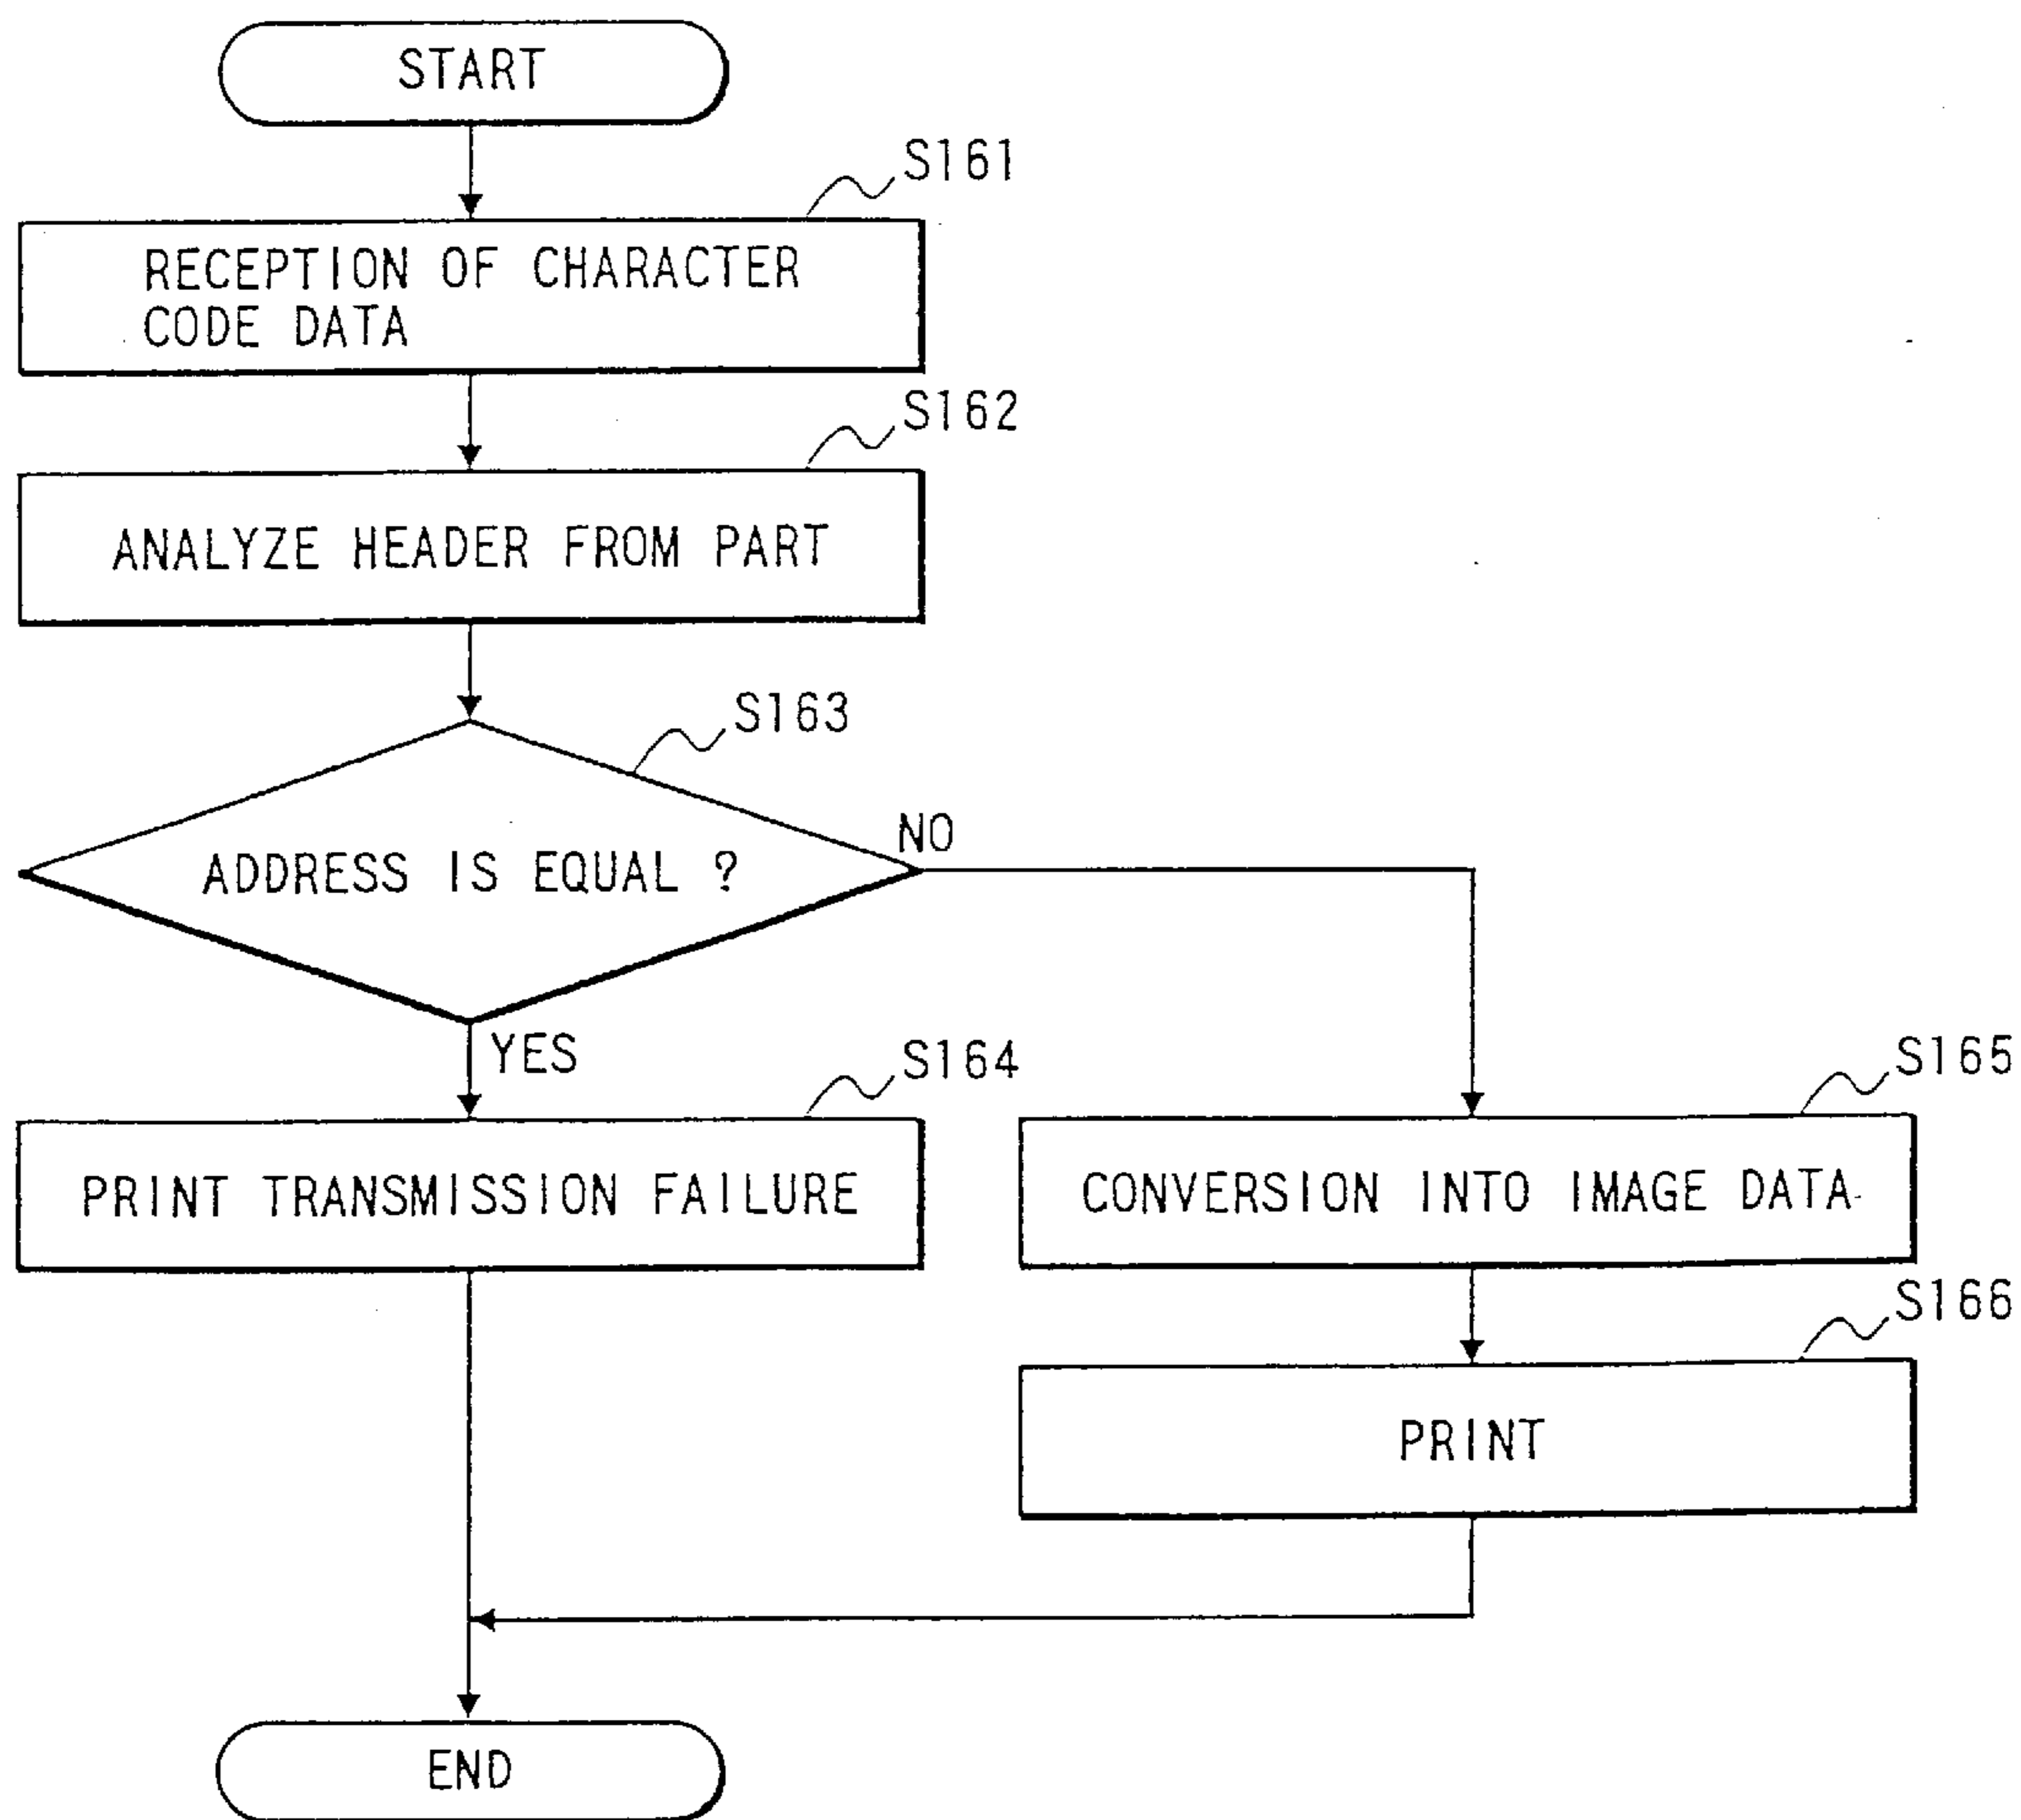 START
S161
RECEPTION OF CHARACTER
CODE DATA
S162
ANALYZE HEADER FROM PART
S163
ADDRESS IS EQUAL ?
NO
YES
S164
PRINT TRANSMISSION FAILURE
S165
CONVERSION INTO IMAGE DATA
S166
PRINT
END